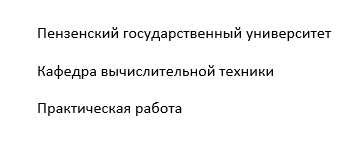 Пензенский государственный университет
Кафедра вычислительной техники
Практическая работа